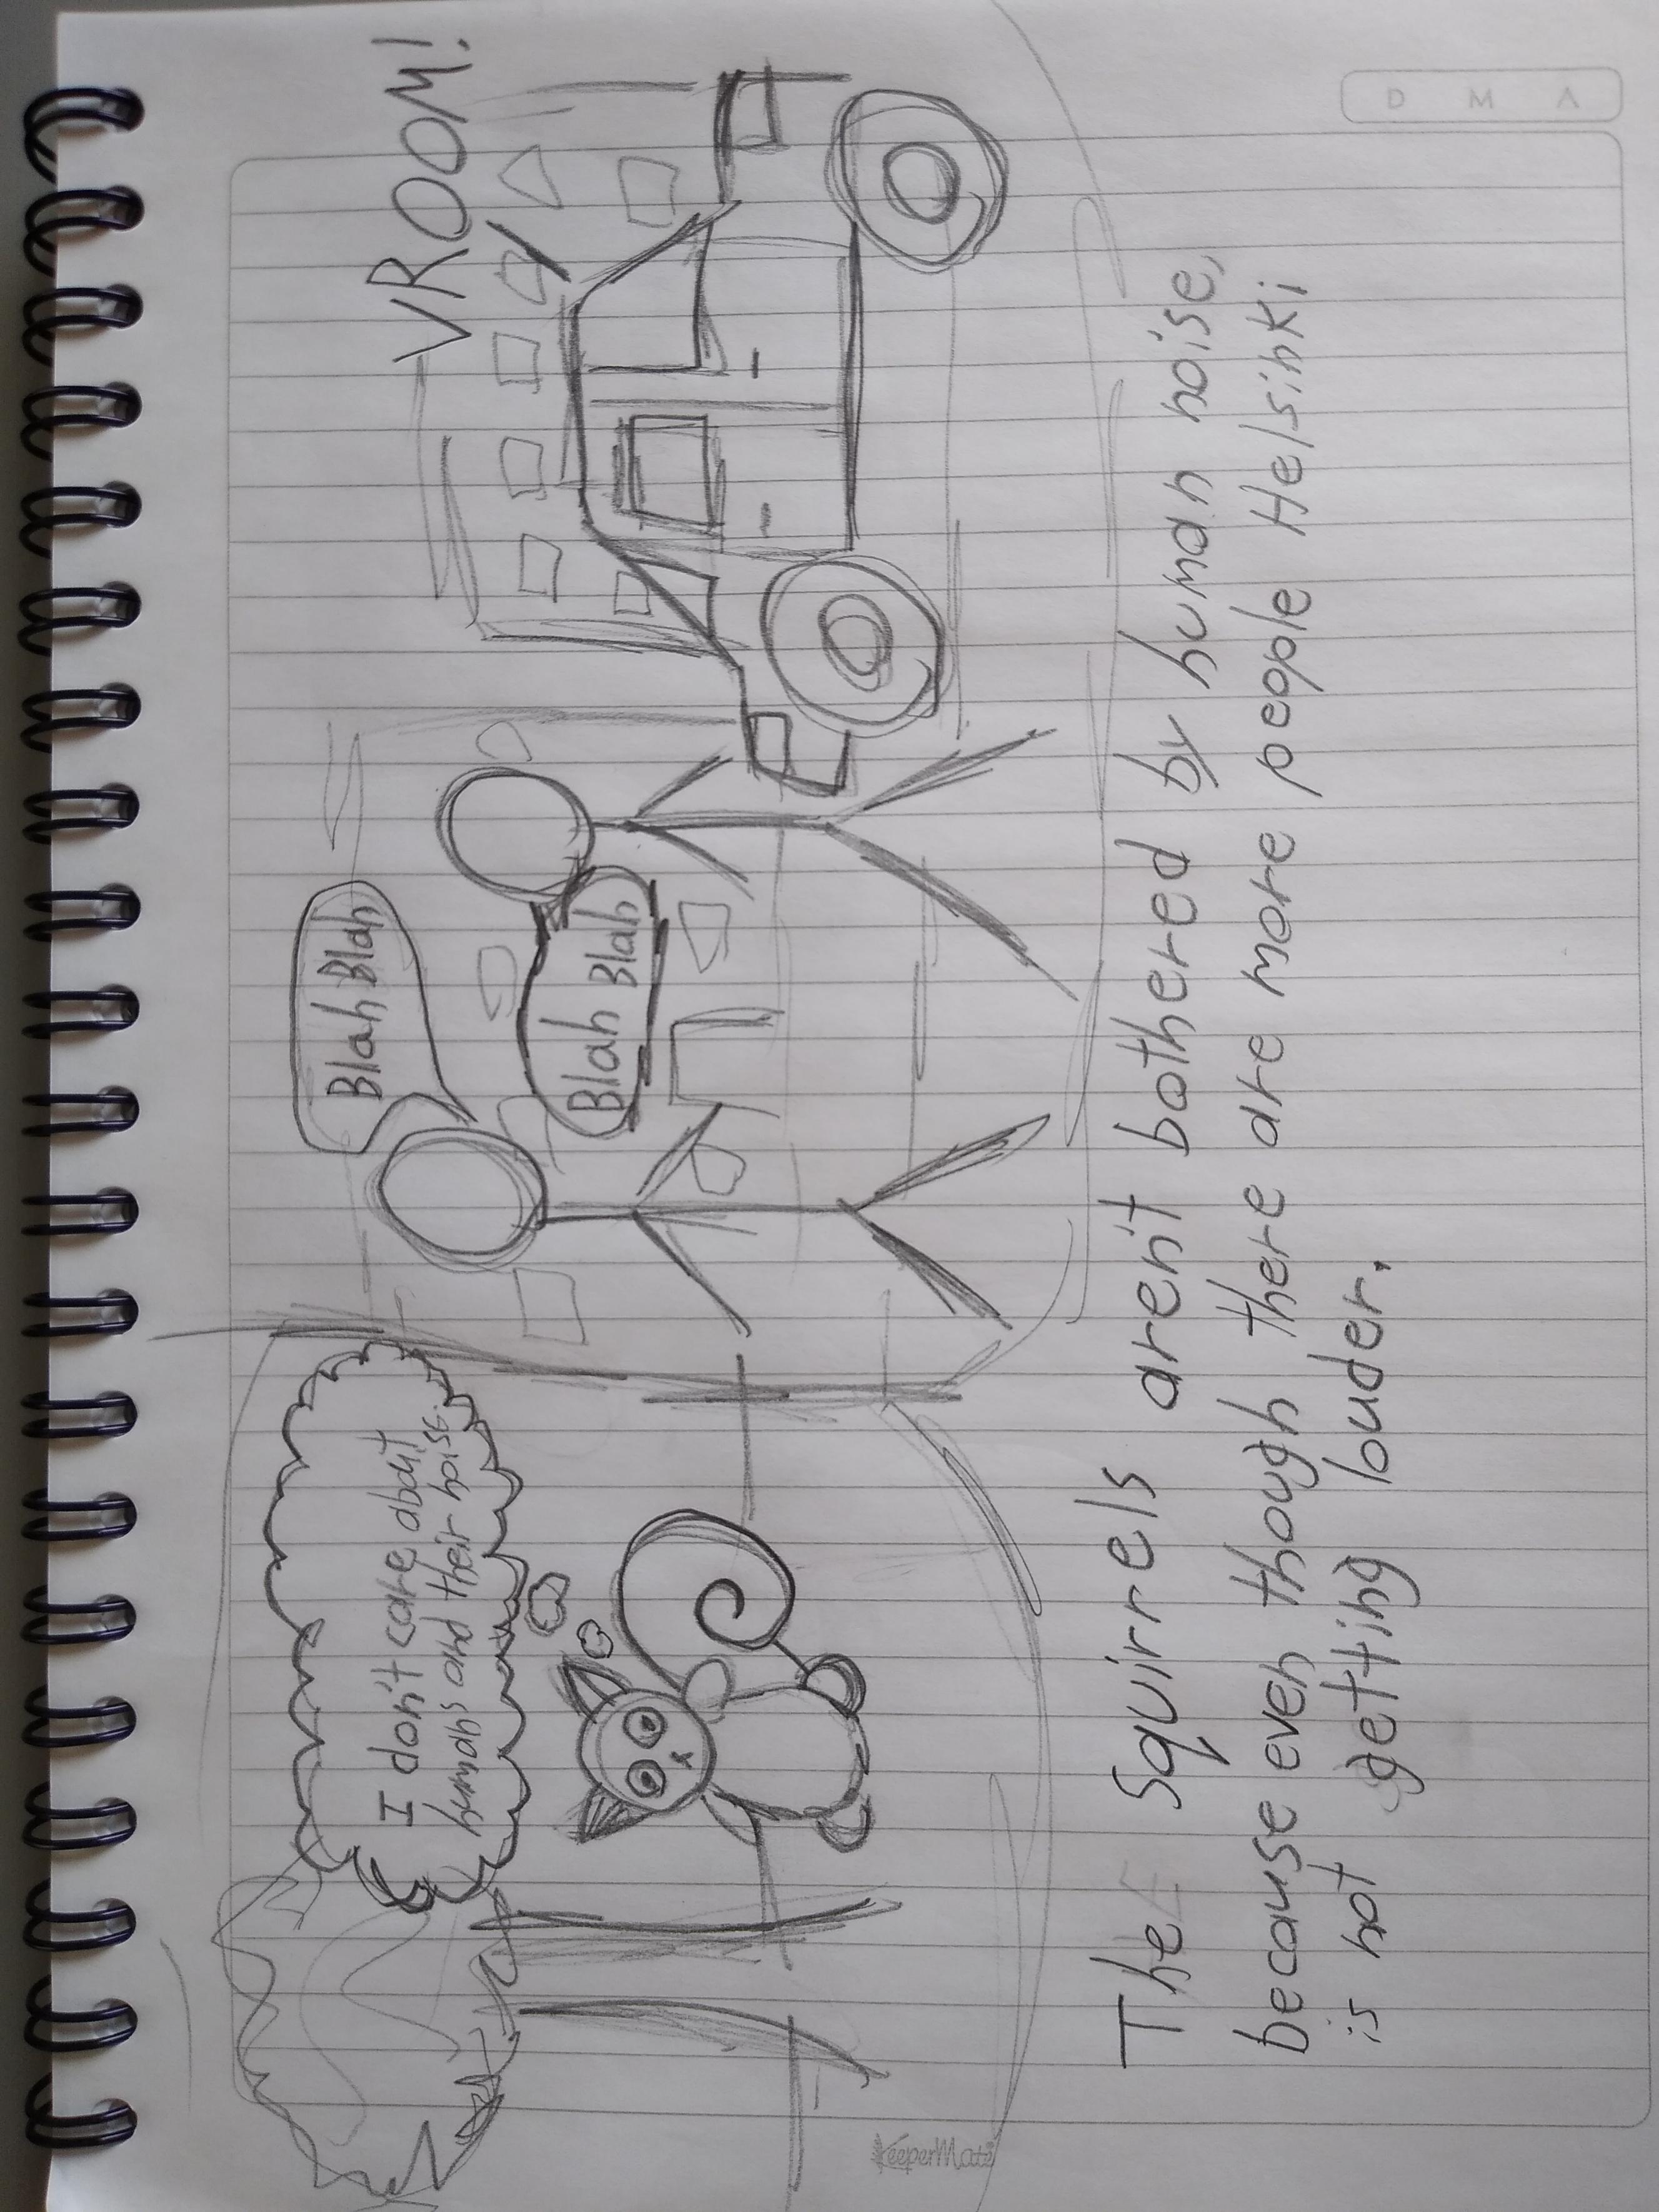 I don't care about
humans and their noise.
Blah Blah
Blah Blah
VROOM!
KeeperMatii
The Squirrels aren't bothered by human noise,
because even though there are more people Helsinki
is not getting louder.
D M A